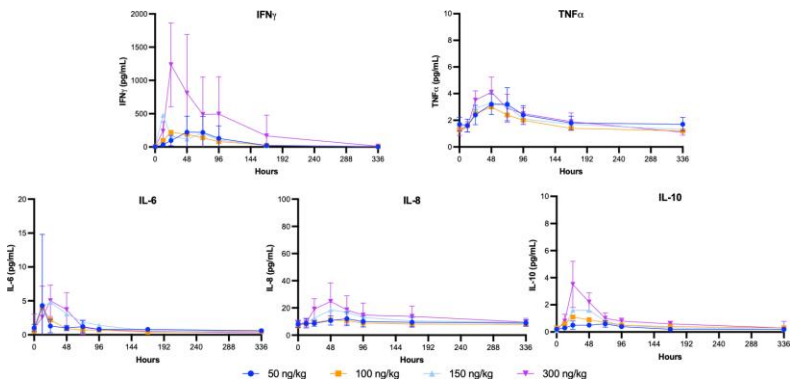 IFNγ
TNFα
IFNγ (pg/mL)
2000
1500
1000
500
0
0 48 96 144 192 240 288 336
Hours
TNFα (pg/mL)
10
8
6
4
2
0
0 48 96 144 192 240 288 336
Hours
IL-6
IL-8
IL-10
IL-6 (pg/mL)
20
15
10
5
0
0 48 96 144 192 240 288 336
Hours
IL-8 (pg/mL)
100
80
60
40
20
0
0 48 96 144 192 240 288 336
Hours
IL-10 (pg/mL)
10
8
6
4
2
0
0 48 96 144 192 240 288 336
Hours
50 ng/kg 100 ng/kg 150 ng/kg 300 ng/kg